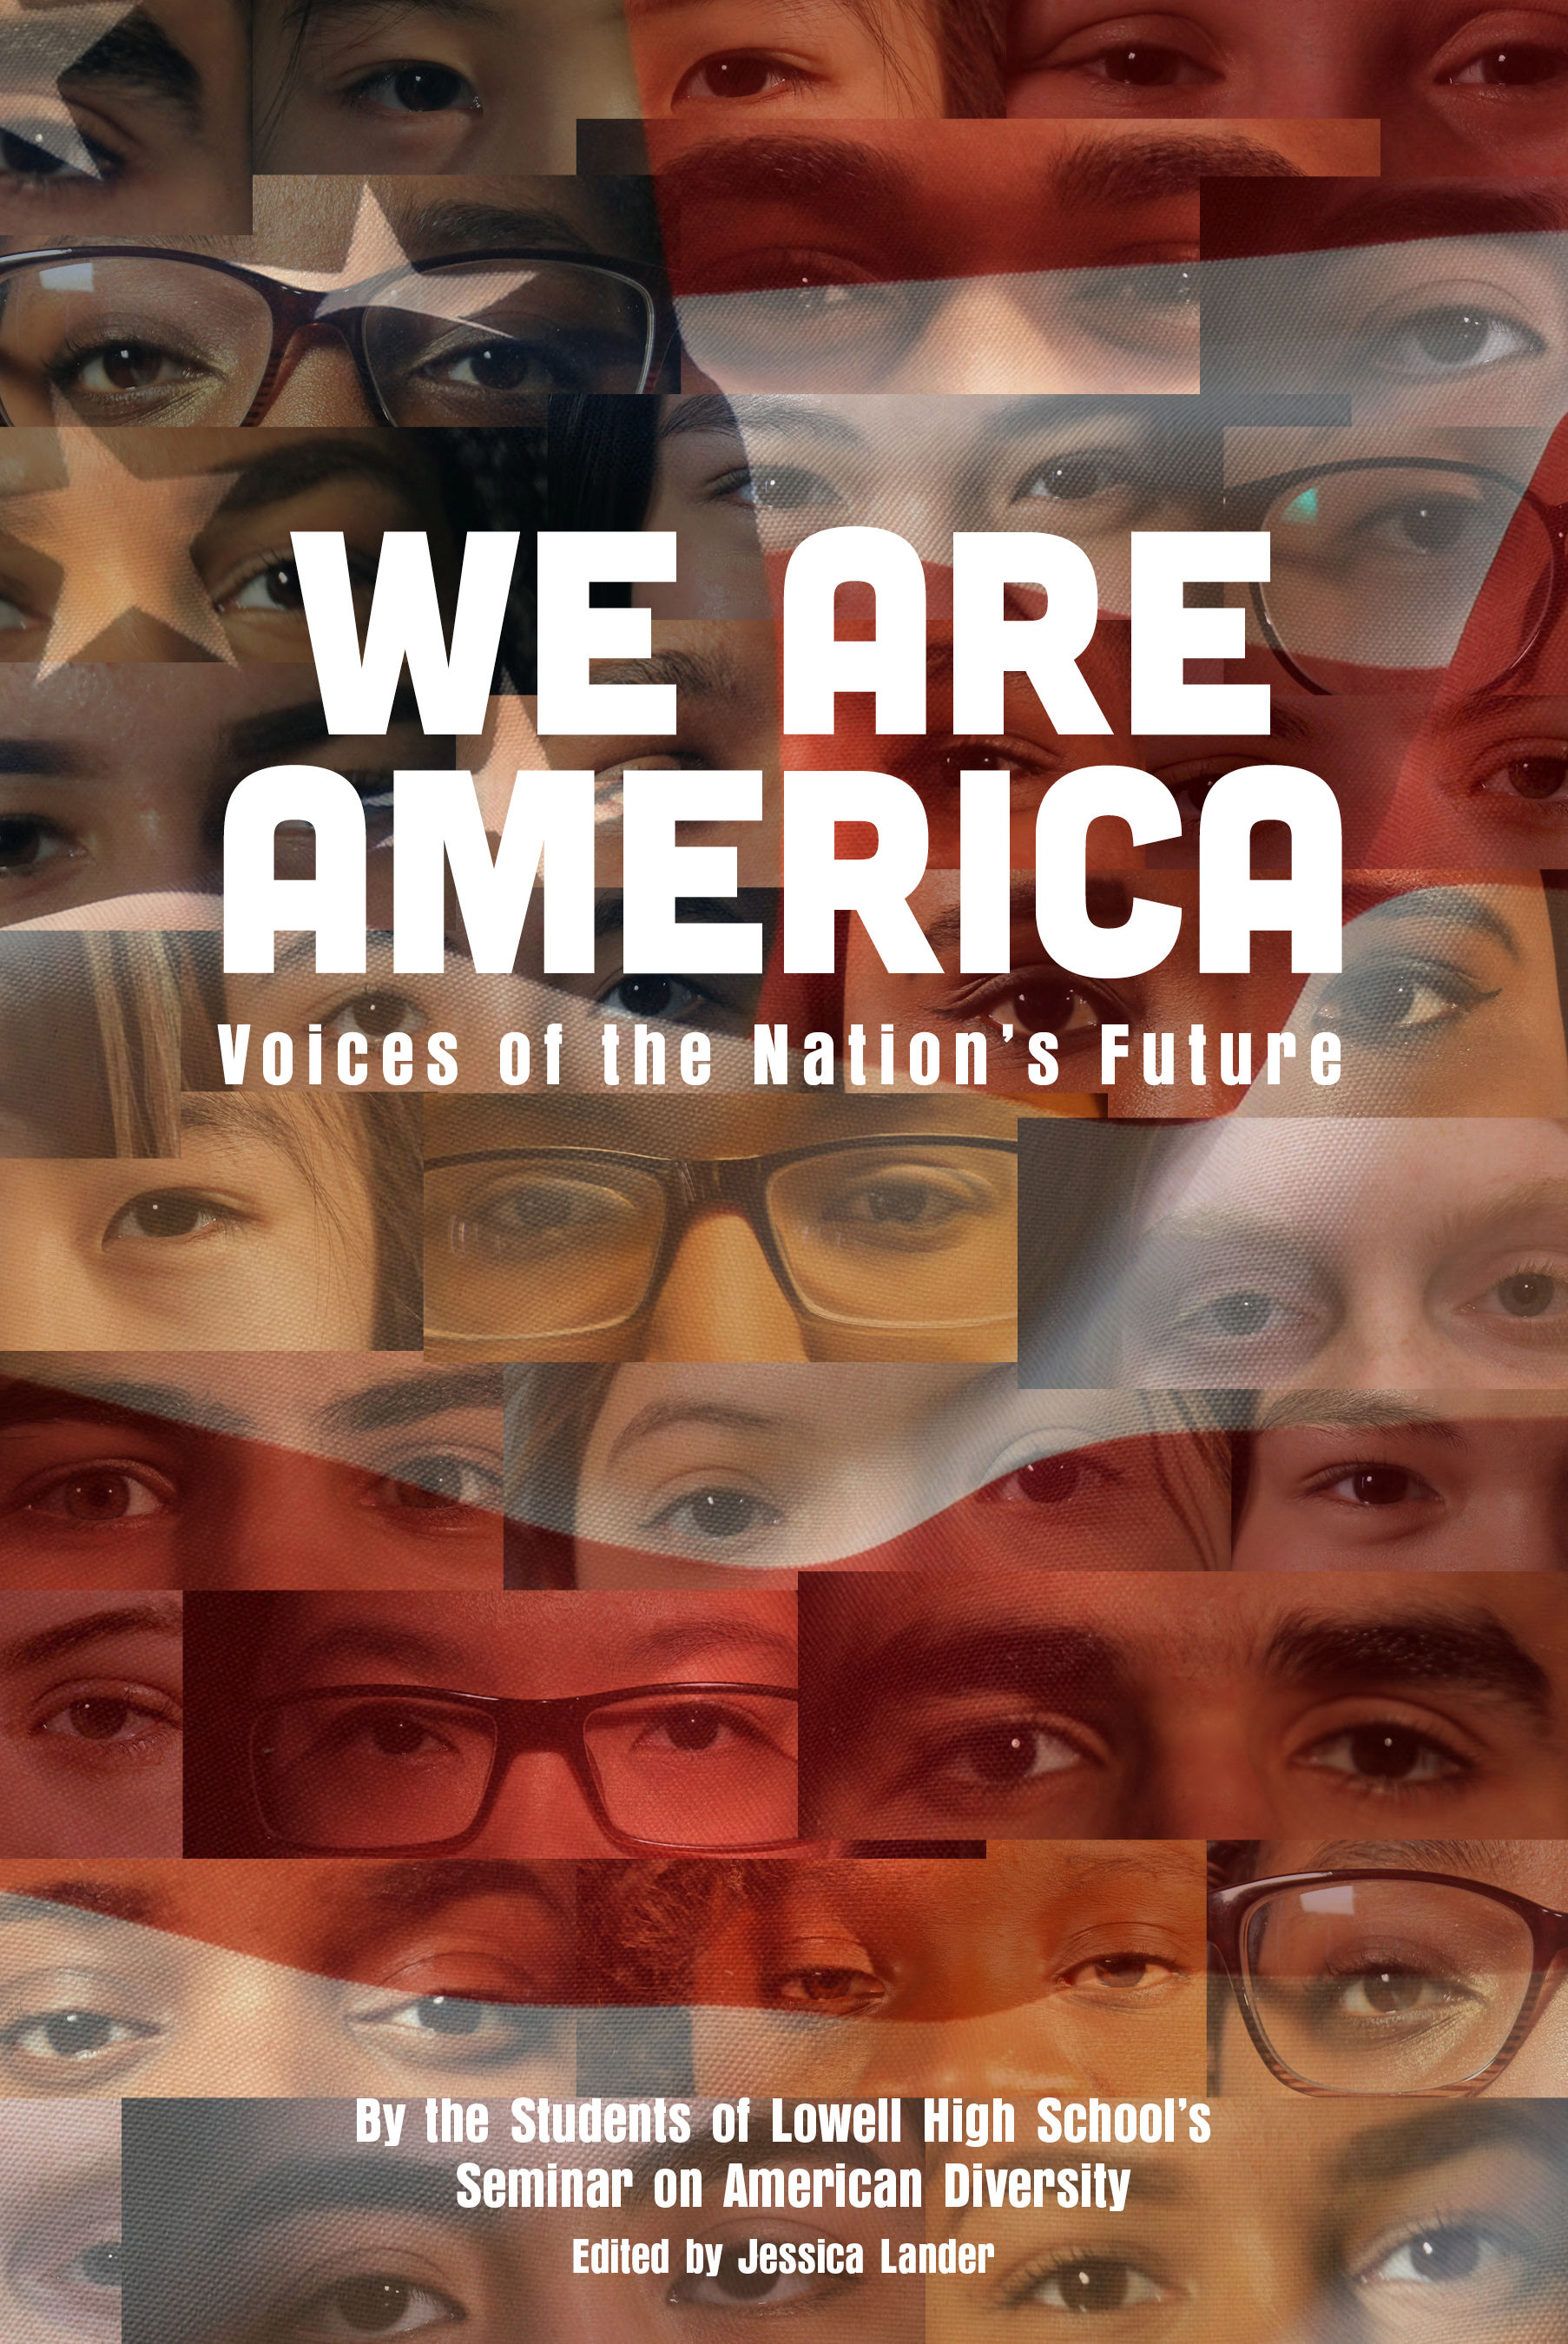 WE ARE
AMERICA
Voices of the Nation’s Future
By the Students of Lowell High School’s
Seminar on American Diversity
Edited by Jessica Lander